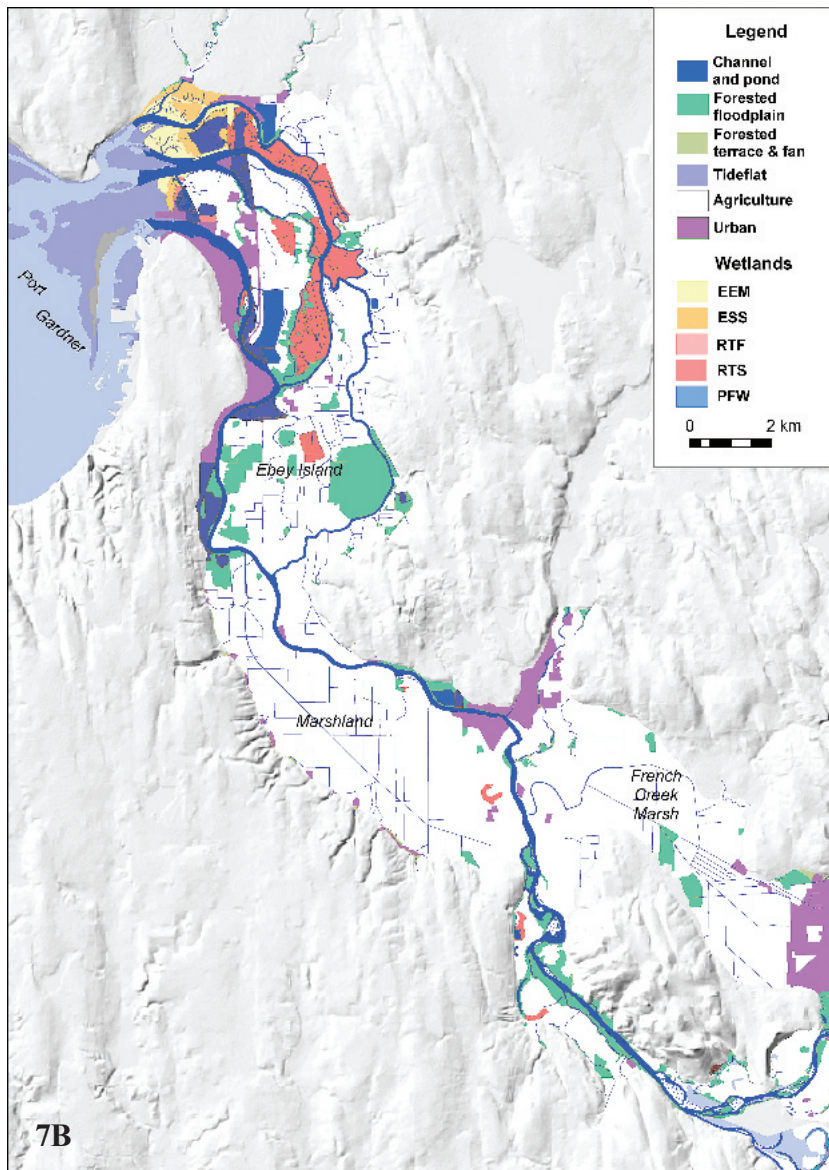 Legend
Channel
and pond
Forested
floodplain
Forested
terrace & fan
Tideflat
Agriculture
Urban
Wetlands
EEM
ESS
RTF
RTS
PFW
0 2 km
Port
Gardner
Ebey Island
Marshland
French
Creek
Marsh
7B